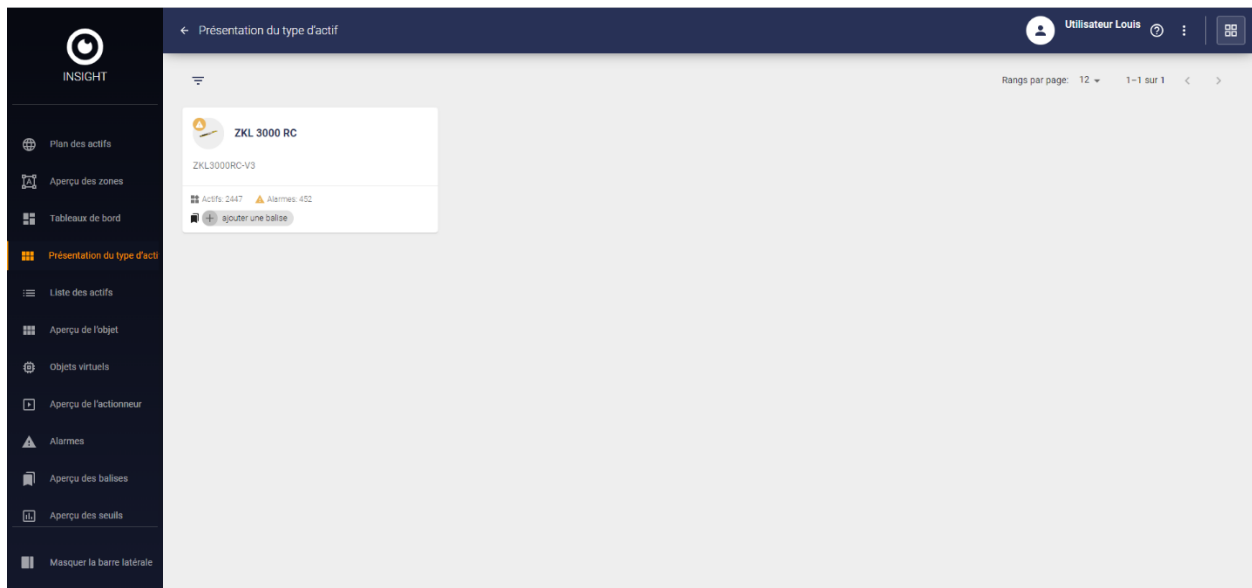 INSIGHT
Plan des actifs
Aperçu des zones
Tableaux de bord
Présentation du type d'acti
Liste des actifs
Aperçu de l'objet
Objets virtuels
Aperçu de l'actionneur
Alarmes
Aperçu des balises
Aperçu des seuils
Masquer la barre latérale
Présentation du type d'actif
Utilisateur Louis
Rangs par page: 12 1–1 sur 1
ZKL 3000 RC
ZKL3000RC-V3
Actifs: 2447 Alarmes: 452
ajouter une balise